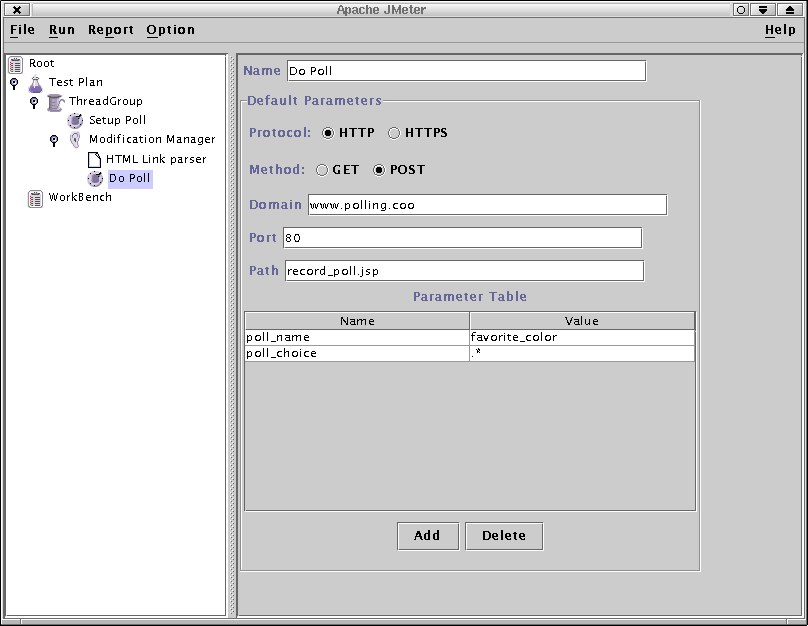 Apache JMeter
File Run Report Option Help
Root
Test Plan
ThreadGroup
Setup Poll
Modification Manager
HTML Link parser
Do Poll
WorkBench
Name Do Poll
Default Parameters
Protocol: HTTP HTTPS
Method: GET POST
Domain www.polling.coo
Port 80
Path record_poll.jsp
Parameter Table
Name Value
poll_name favorite_color
poll_choice .*
Add Delete